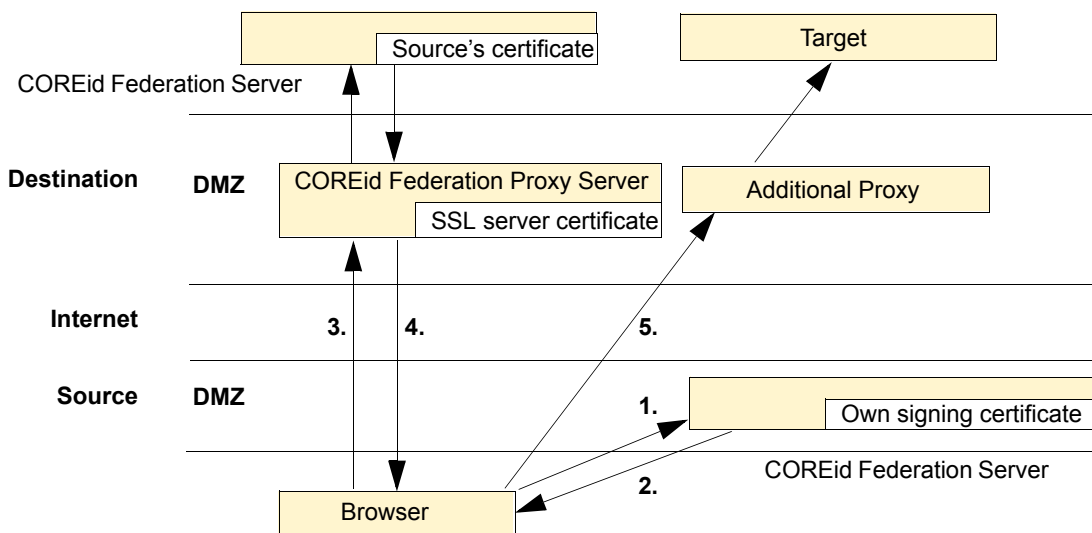 Source’s certificate
Target
COREid Federation Server
Destination
DMZ
COREid Federation Proxy Server
Additional Proxy
SSL server certificate
Internet
3.
4.
5.
Source
DMZ
1.
Own signing certificate
COREid Federation Server
2.
Browser